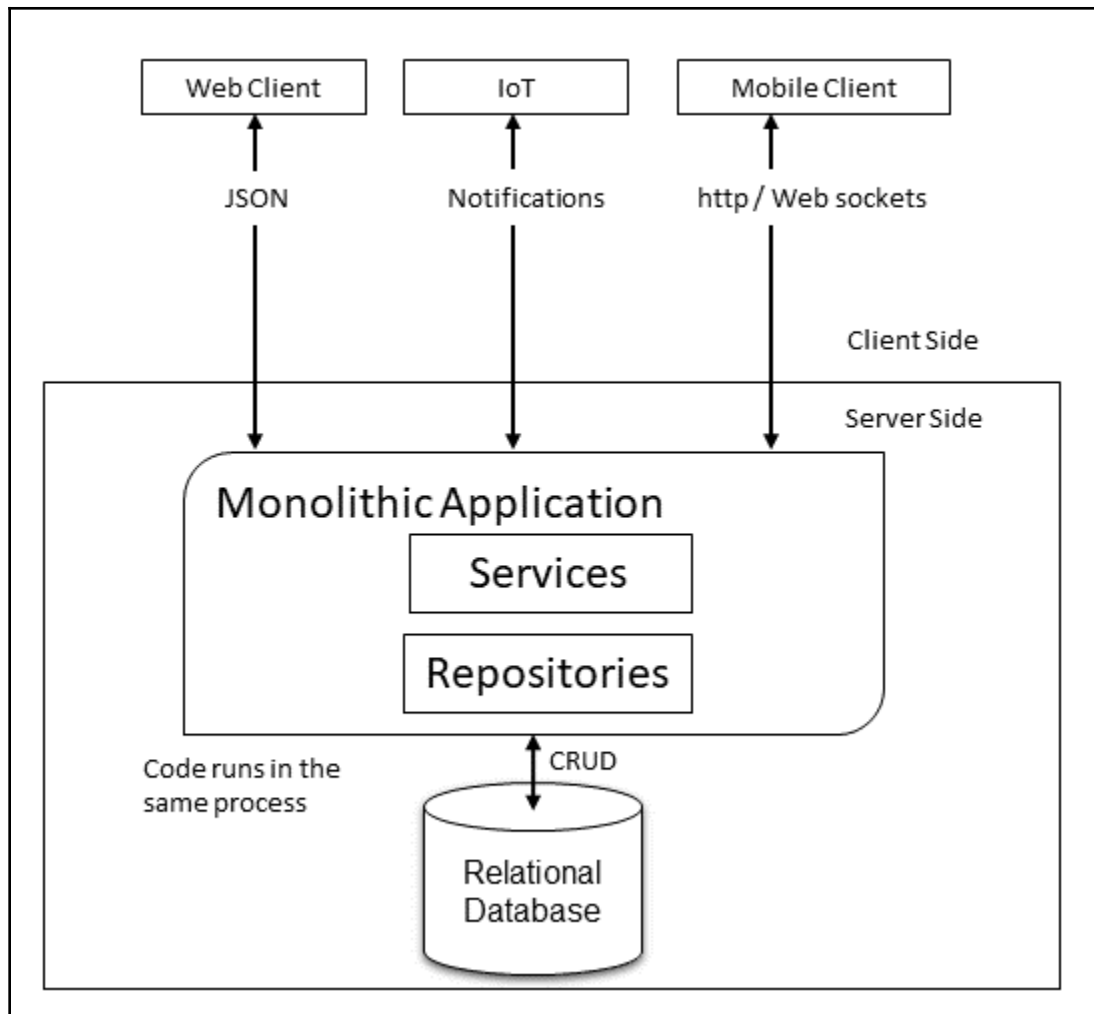 Web Client
IoT
Mobile Client
JSON
Notifications
http / Web sockets
Client Side
Server Side
Monolithic Application
Services
Repositories
Code runs in the
same process
CRUD
Relational
Database